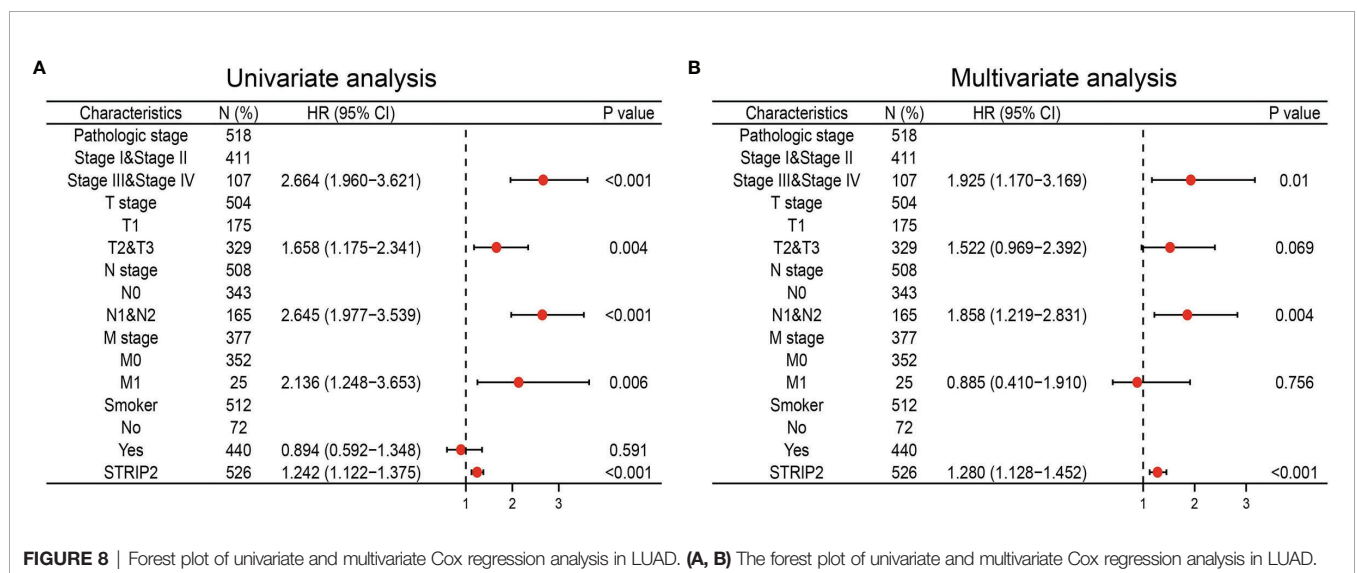 A
Univariate analysis
Characteristics N (%) HR (95% CI) P value
Pathologic stage 518
Stage I&Stage II 411
Stage III&Stage IV 107 2.664 (1.960−3.621) <0.001
T stage 504
T1 175
T2&T3 329 1.658 (1.175−2.341) 0.004
N stage 508
N0 343
N1&N2 165 2.645 (1.977−3.539) <0.001
M stage 377
M0 352
M1 25 2.136 (1.248−3.653) 0.006
Smoker 512
No 72
Yes 440 0.894 (0.592−1.348) 0.591
STRIP2 526 1.242 (1.122−1.375) <0.001
1 2 3
B
Multivariate analysis
Characteristics N (%) HR (95% CI) P value
Pathologic stage 518
Stage I&Stage II 411
Stage III&Stage IV 107 1.925 (1.170−3.169) 0.01
T stage 504
T1 175
T2&T3 329 1.522 (0.969−2.392) 0.069
N stage 508
N0 343
N1&N2 165 1.858 (1.219−2.831) 0.004
M stage 377
M0 352
M1 25 0.885 (0.410−1.910) 0.756
Smoker 512
No 72
Yes 440
STRIP2 526 1.280 (1.128−1.452) <0.001
1 2 3
FIGURE 8 | Forest plot of univariate and multivariate Cox regression analysis in LUAD. (A, B) The forest plot of univariate and multivariate Cox regression analysis in LUAD.